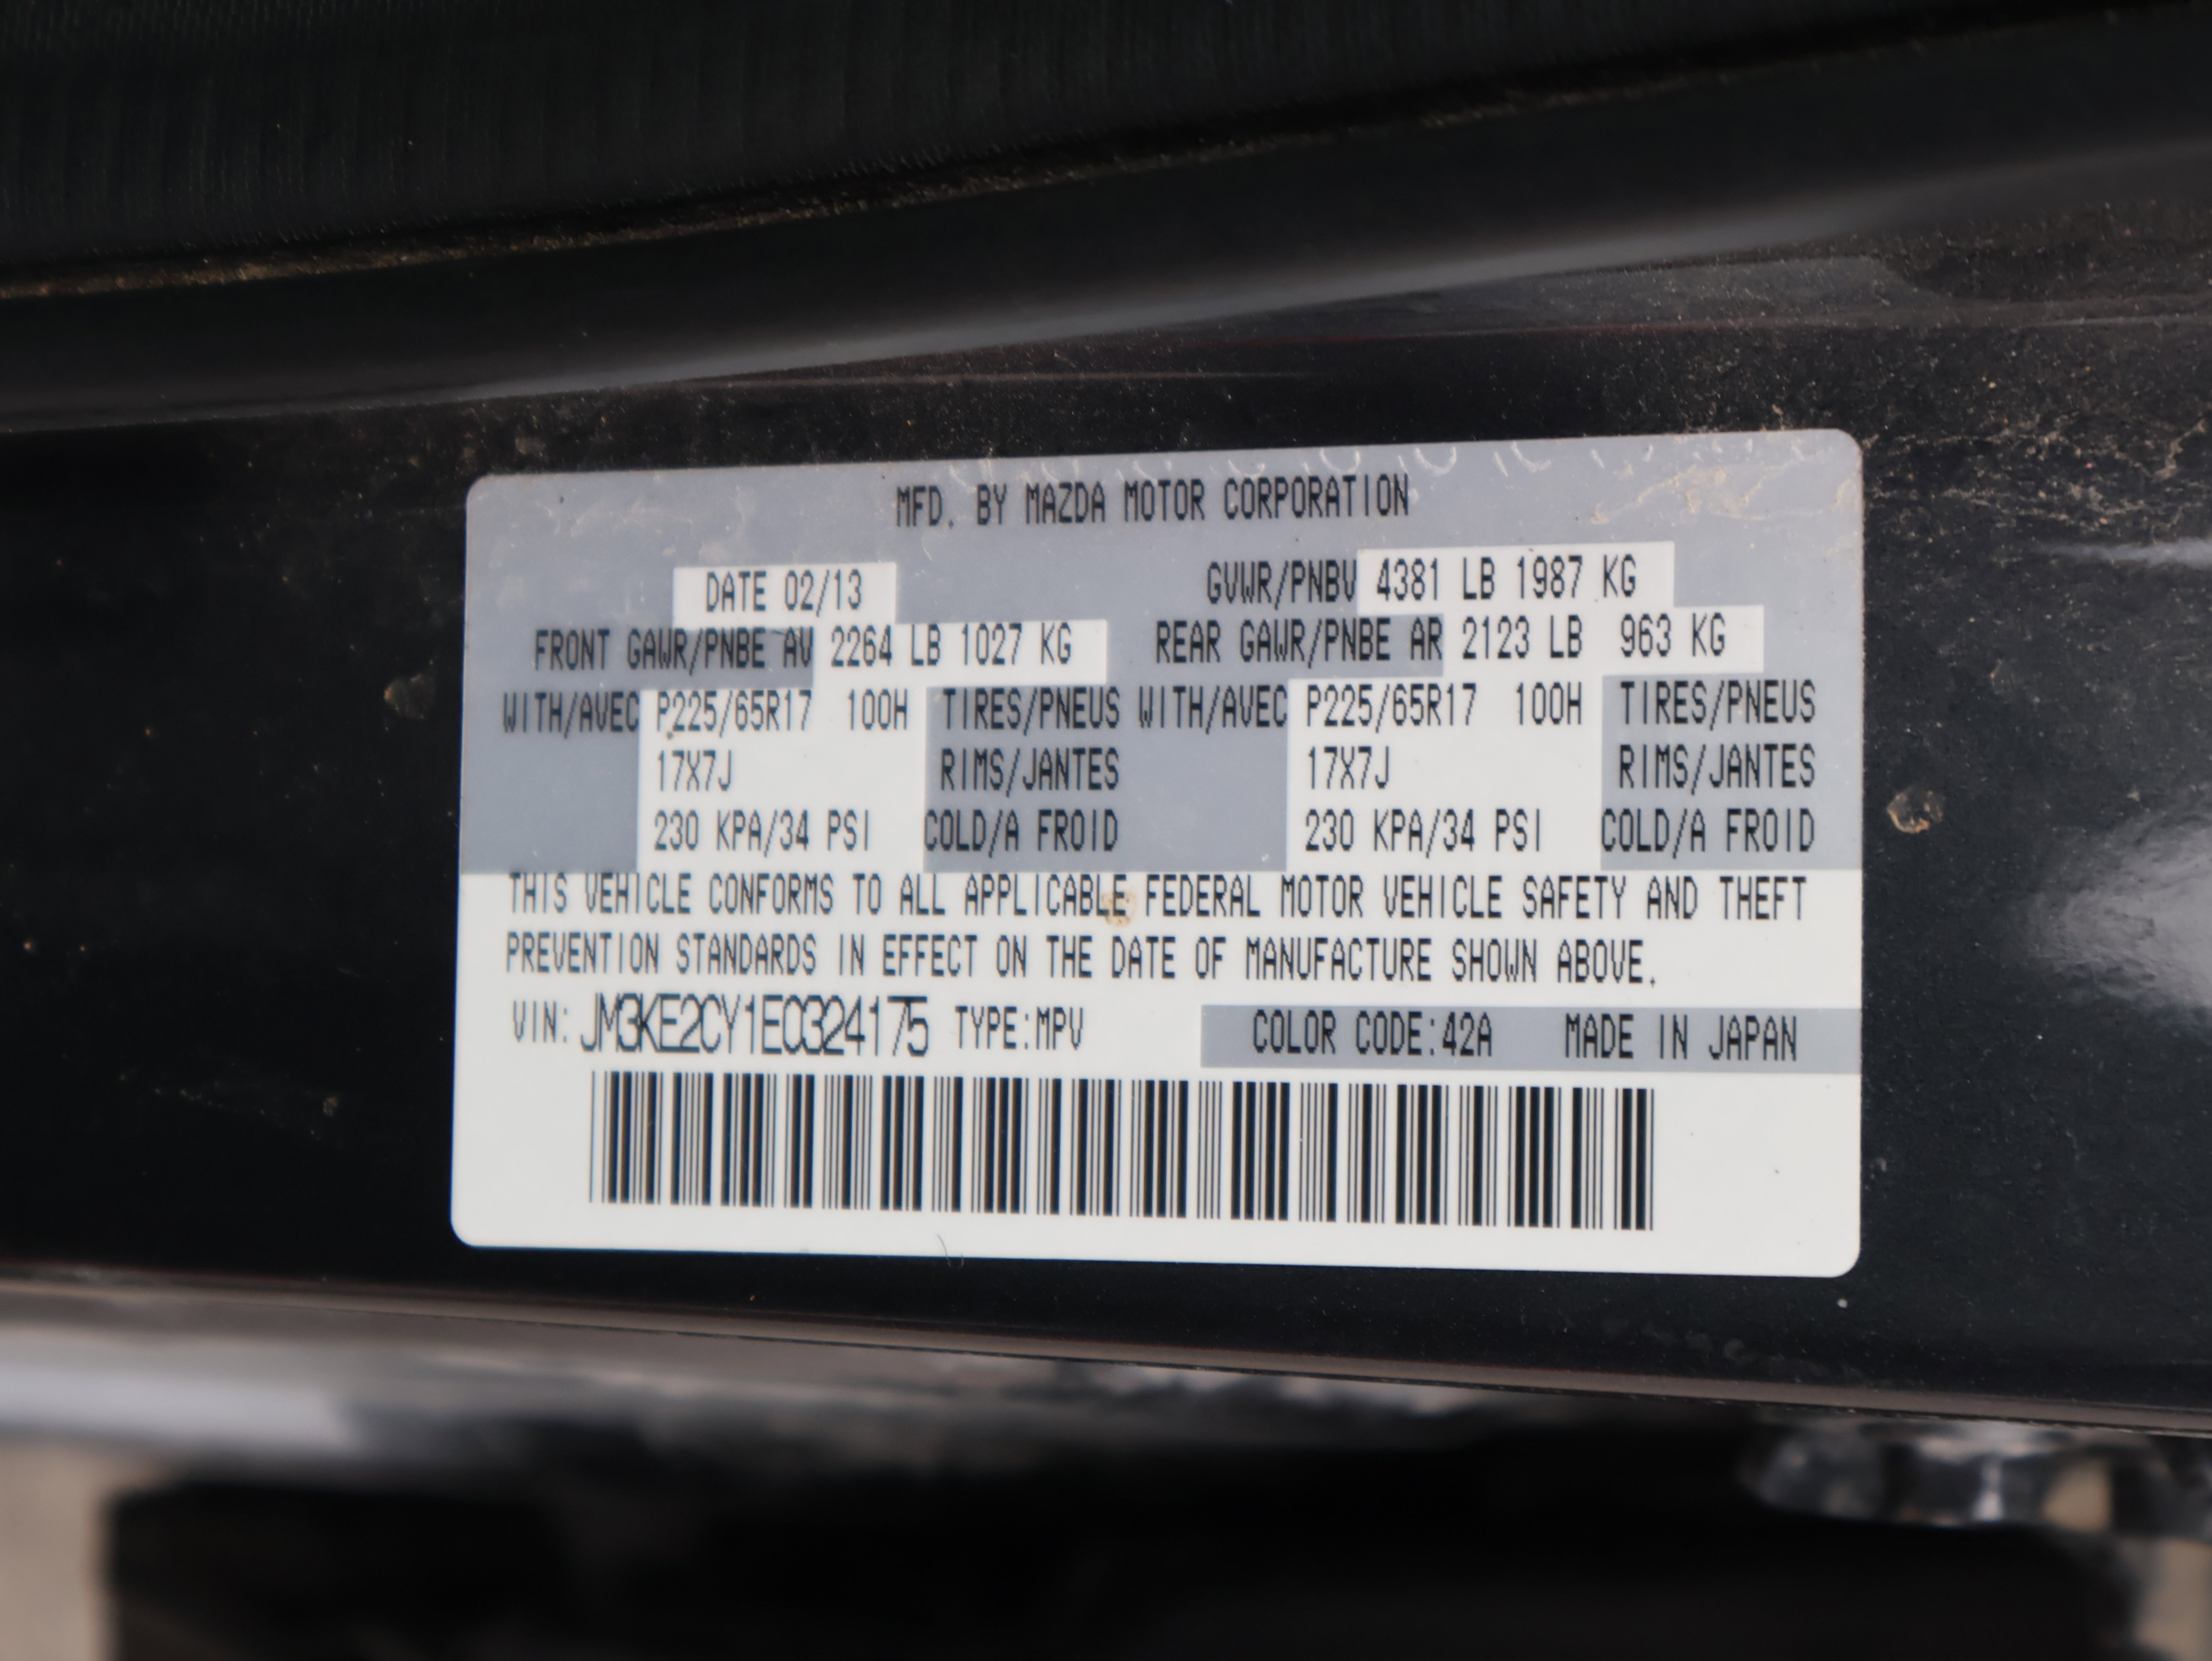 MFD. BY MAZDA MOTOR CORPORATION
DATE 02/13 GVWR/PNBV 4381 LB 1987 KG
FRONT GAWR/PNBE AV 2264 LB 1027 KG REAR GAWR/PNBE AR 2123 LB 963 KG
WITH/AVEC P225/65R17 100H TIRES/PNEUS WITH/AVEC P225/65R17 100H TIRES/PNEUS
17X7J RIMS/JANTES 17X7J RIMS/JANTES
230 KPA/34 PSI COLD/A FROID 230 KPA/34 PSI COLD/A FROID
THIS VEHICLE CONFORMS TO ALL APPLICABLE FEDERAL MOTOR VEHICLE SAFETY AND THEFT
PREVENTION STANDARDS IN EFFECT ON THE DATE OF MANUFACTURE SHOWN ABOVE.
VIN: JM3KE2CY1E0324175 TYPE:MPV COLOR CODE:42A MADE IN JAPAN